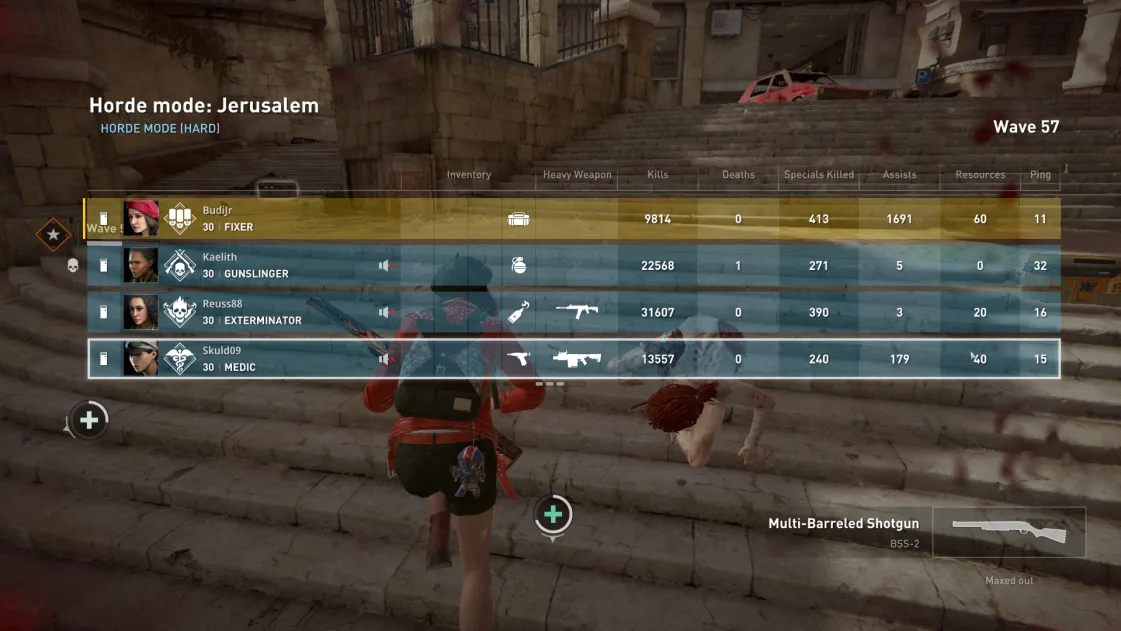 Horde mode: Jerusalem
HORDE MODE (HARD)
Wave 57
Inventory Heavy Weapon Kills Deaths Specials Killed Assists Resources Ping
Budijr
30 | FIXER 9814 0 413 1691 60 11
Wave 5
Kaelith
30 | GUNSLINGER 22568 1 271 5 0 32
Reuss88
30 | EXTERMINATOR 31607 0 390 3 20 16
Skuld09
30 | MEDIC 13557 0 240 179 40 15
P
Multi-Barreled Shotgun
BSS-2
Maxed out